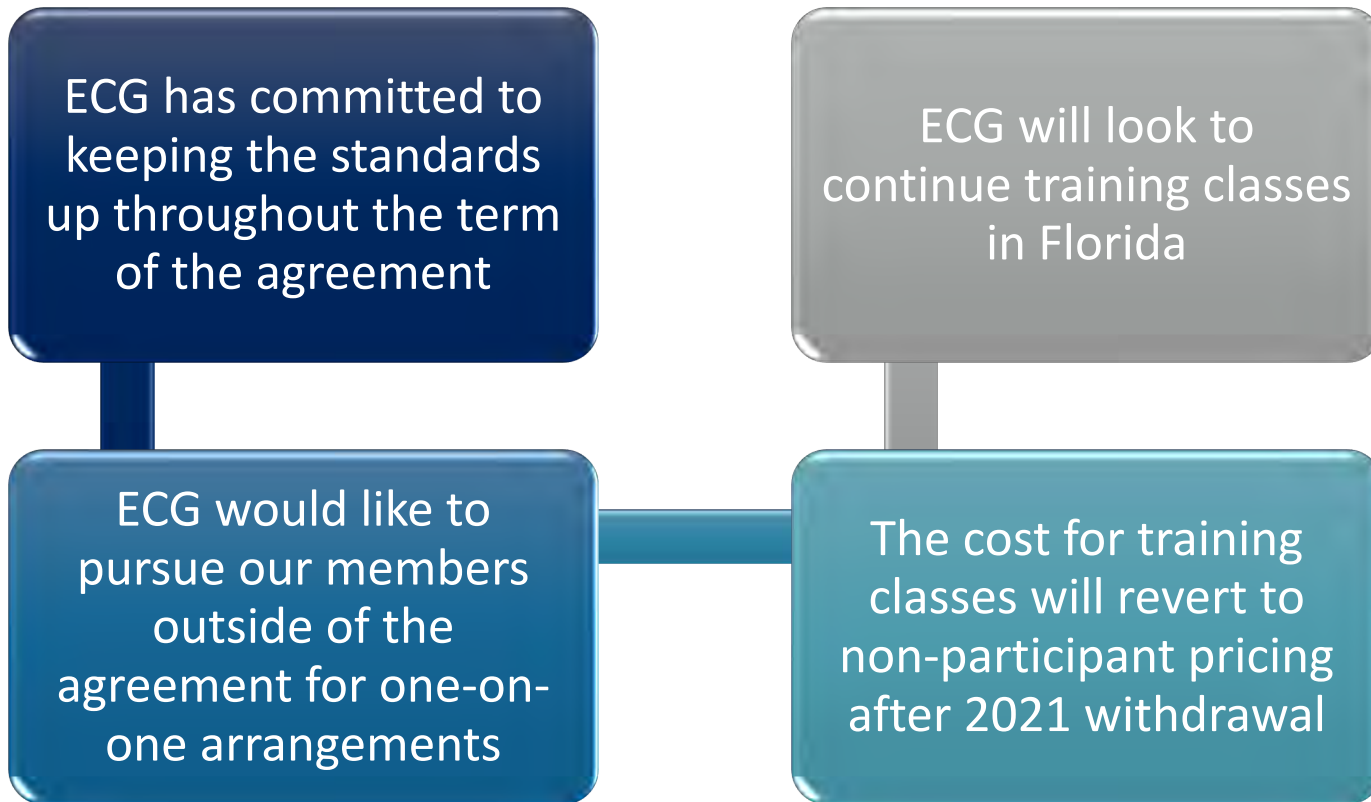 ECG has committed to
keeping the standards
up throughout the term
of the agreement
ECG would like to
pursue our members
outside of the
agreement for one-on-
one arrangements
The cost for training
classes will revert to
non-participant pricing
after 2021 withdrawal
ECG will look to
continue training classes
in Florida